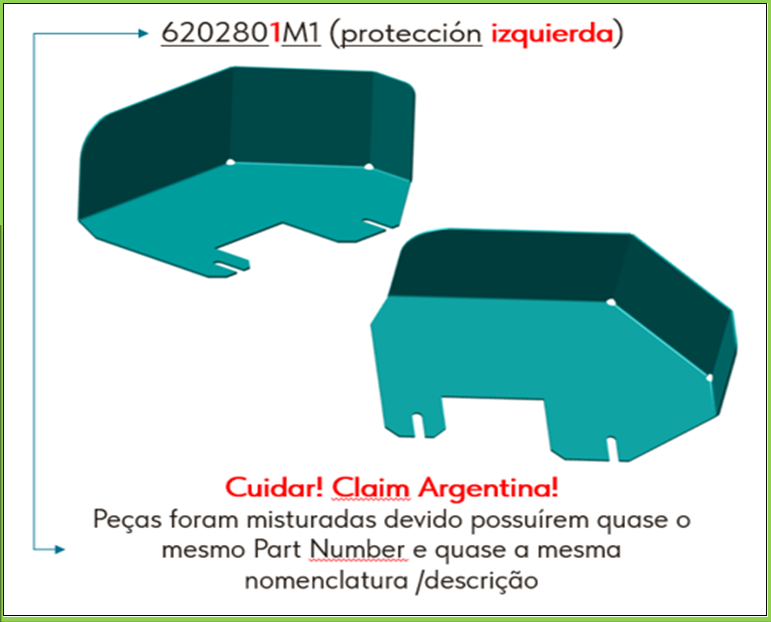 6202801M1 (protección izquierda)
Cuidar! Claim Argentina!
Peças foram misturadas devido possuírem quase o
mesmo Part Number e quase a mesma
nomenclatura /descrição